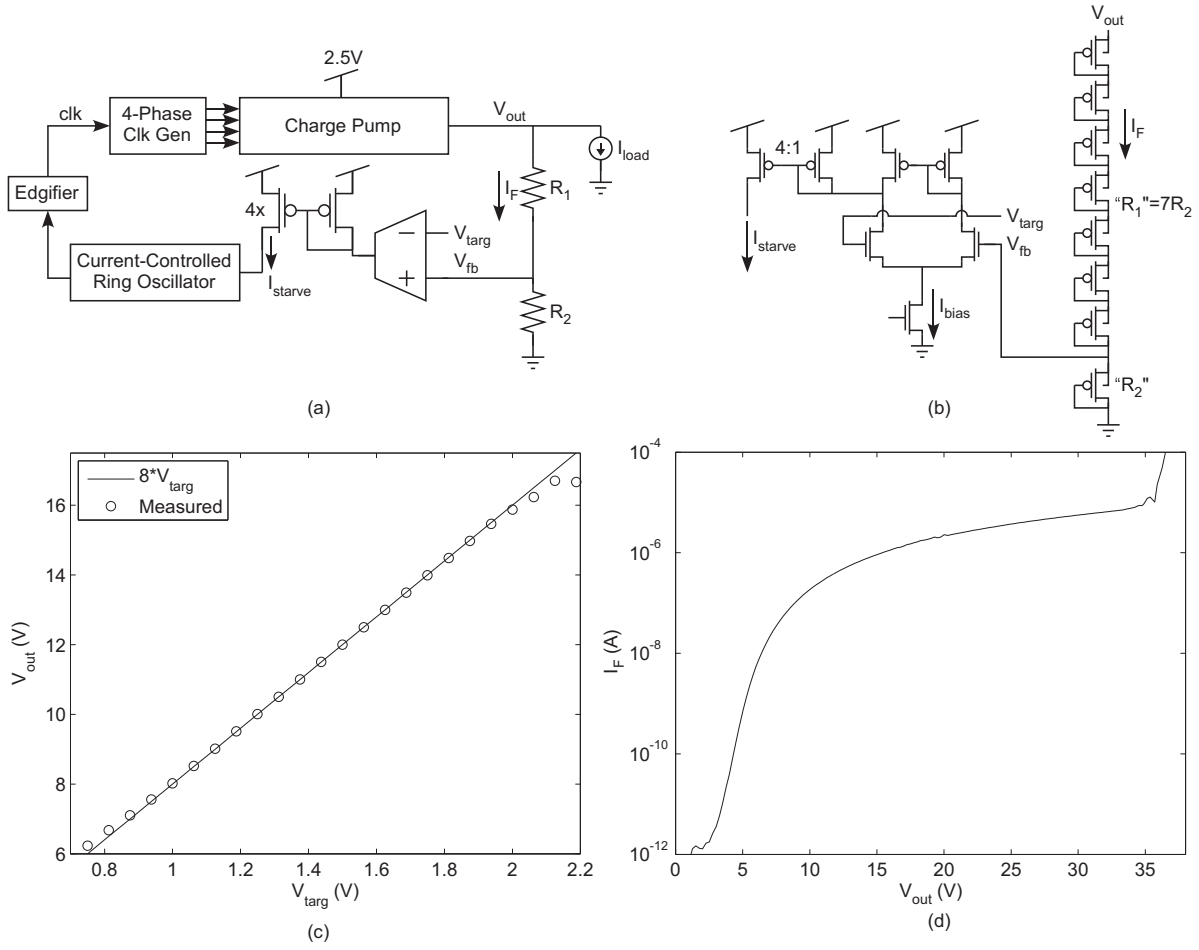 2.5V
clk
4-Phase
Clk Gen
Charge Pump
V_out
I_load
Edgifier
4x
I_F
R_1
V_targ
V_fb
Current-Controlled
Ring Oscillator
I_starve
R_2
(a)
V_out
4:1
I_F
"R_1"=7R_2
V_targ
V_fb
I_starve
I_bias
"R_2"
(b)
8*V_targ
Measured
16
14
12
10
8
6
V_out (V)
0.8
1
1.2
1.4
1.6
1.8
2
2.2
V_targ (V)
(c)
10^-4
10^-6
10^-8
10^-10
10^-12
I_F (A)
0
5
10
15
20
25
30
35
V_out (V)
(d)